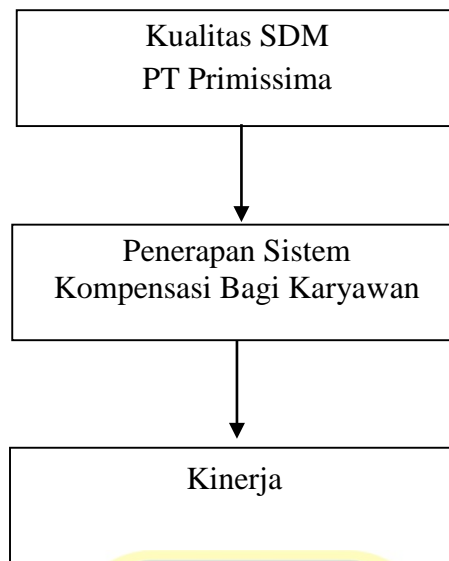 Kualitas SDM
PT Primissima
Penerapan Sistem
Kompensasi Bagi Karyawan
Kinerja